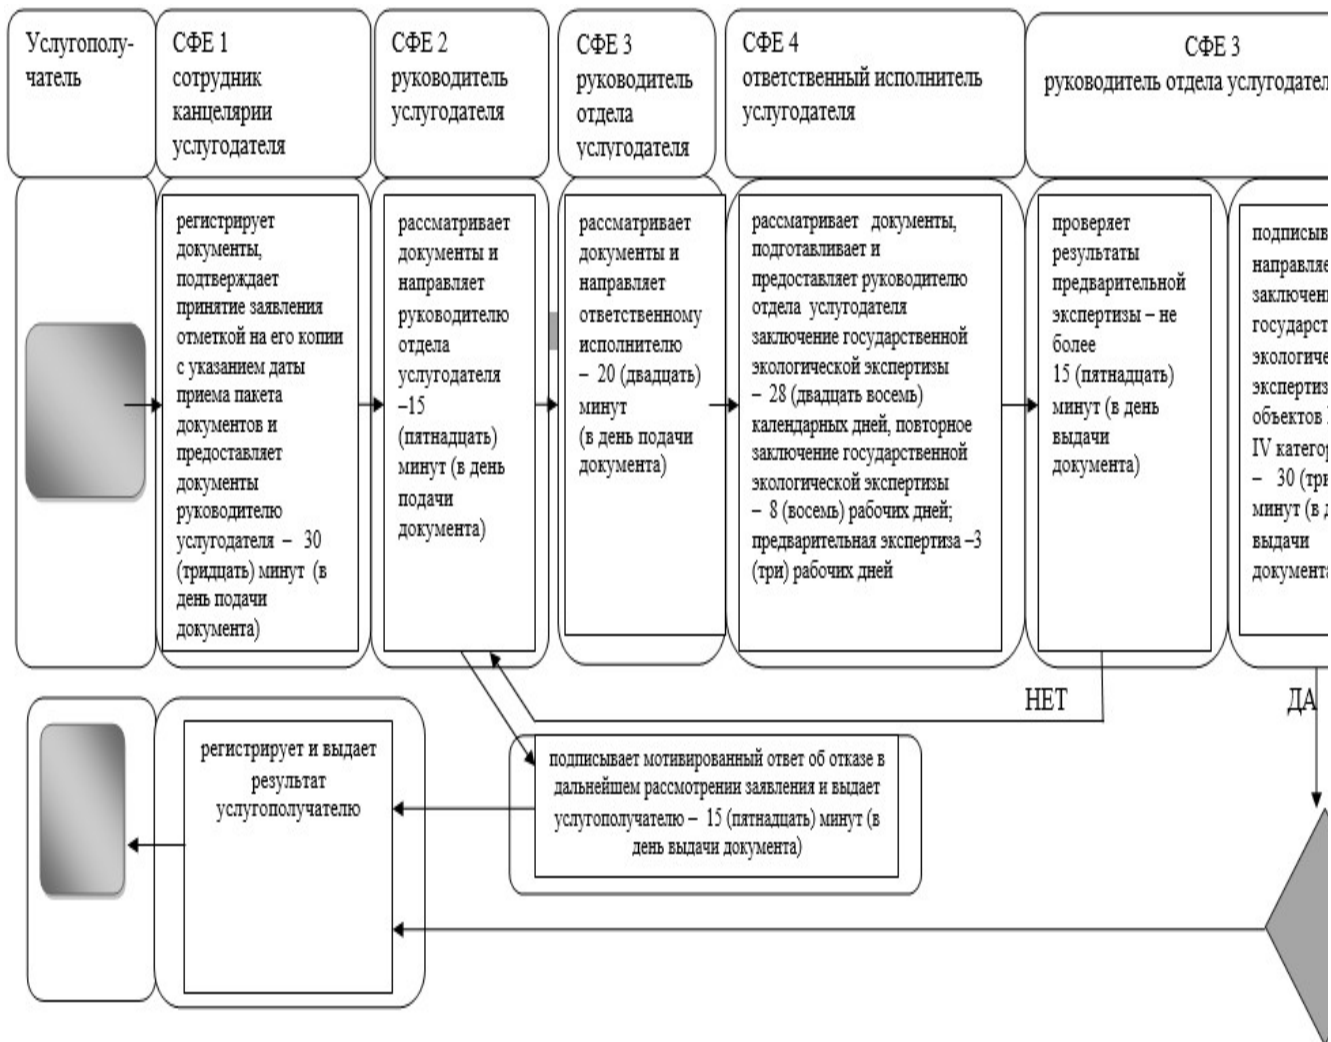 Услугополу-
чатель
СФЕ 1
сотрудник
канцелярии
услугодателя
СФЕ 2
руководитель
услугодателя
СФЕ 3
руководитель
отдела
услугодателя
СФЕ 4
ответственный исполнитель
услугодателя
СФЕ 3
руководитель отдела услугодател
регистрирует
документы,
подтверждает
принятие заявления
отметкой на его копии
с указанием даты
приема пакета
документов и
предоставляет
документы
руководителю
услугодателя – 30
(тридцать) минут (в
день подачи
документа)
рассматривает
документы и
направляет
руководителю
отдела
услугодателя
–15
(пятнадцать)
минут (в день
подачи
документа)
рассматривает
документы и
направляет
ответственному
исполнителю
– 20 (двадцать)
минут
(в день подачи
документа)
рассматривает документы,
подготавливает и
предоставляет руководителю
отдела услугодателя
заключение государственной
экологической экспертизы
– 28 (двадцать восемь)
календарных дней, повторное
заключение государственной
экологической экспертизы
– 8 (восемь) рабочих дней;
предварительная экспертиза –3
(три) рабочих дней
проверяет
результаты
предварительной
экспертизы – не
более
15 (пятнадцать)
минут (в день
выдачи
документа)
подписыв
направляе
заключени
государст
экологиче
экспертиз
объектов
IV катего
– 30 (три
минут (в д
выдачи
документа
НЕТ
ДА
регистрирует и выдает
результат
услугополучателю
подписывает мотивированный ответ об отказе в
дальнейшем рассмотрении заявления и выдает
услугополучателю – 15 (пятнадцать) минут (в
день выдачи документа)